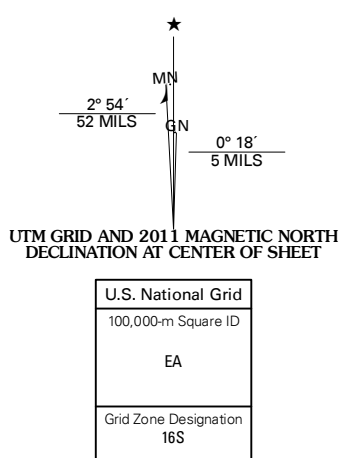 ★
MN
2° 54´
52 MILS
GN
0° 18´
5 MILS
UTM GRID AND 2011 MAGNETIC NORTH
DECLINATION AT CENTER OF SHEET
U.S. National Grid
100,000-m Square ID
EA
Grid Zone Designation
16S